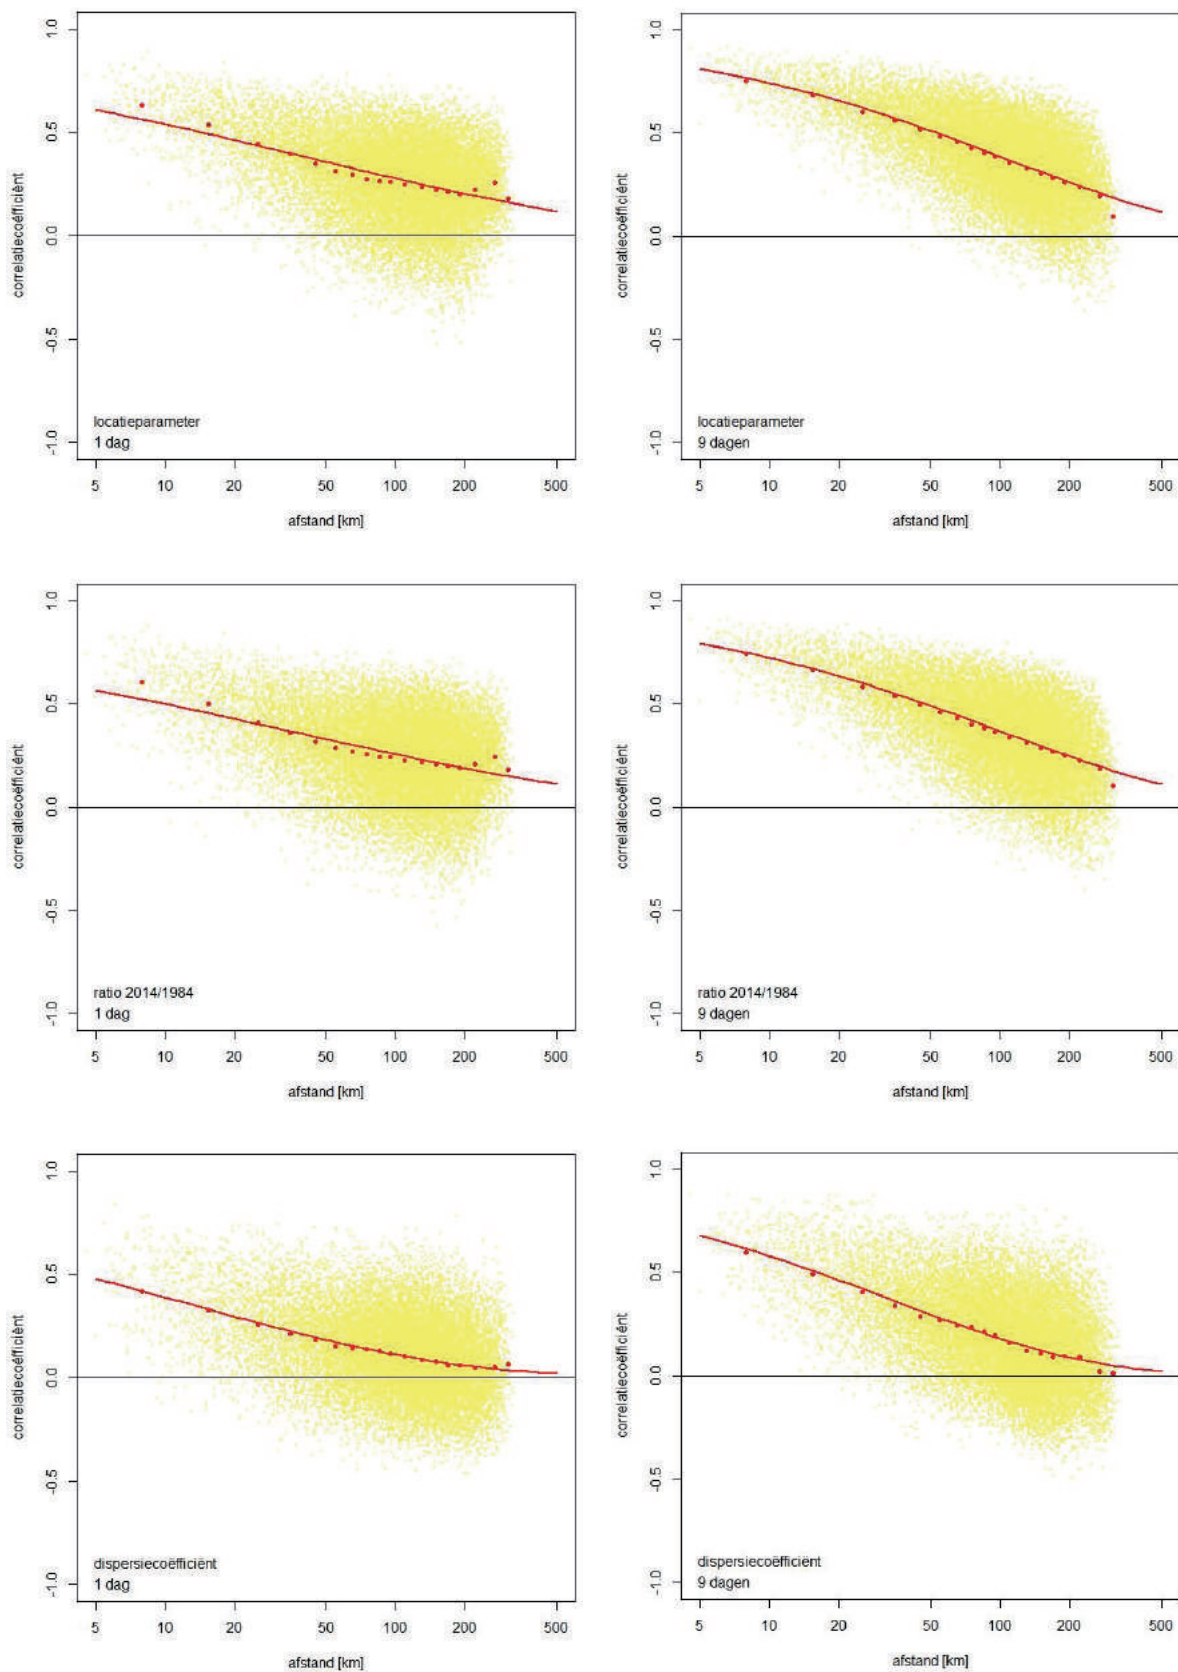 correlatiecoëfficiënt
1.0
0.5
0.0
-0.5
-1.0
locatieparameter
1 dag
5 10 20 50 100 200 500
afstand [km]
correlatiecoëfficiënt
1.0
0.5
0.0
-0.5
-1.0
locatieparameter
9 dagen
5 10 20 50 100 200 500
afstand [km]
correlatiecoëfficiënt
1.0
0.5
0.0
-0.5
-1.0
ratio 2014/1984
1 dag
5 10 20 50 100 200 500
afstand [km]
correlatiecoëfficiënt
1.0
0.5
0.0
-0.5
-1.0
ratio 2014/1984
9 dagen
5 10 20 50 100 200 500
afstand [km]
correlatiecoëfficiënt
1.0
0.5
0.0
-0.5
-1.0
dispersiecoëfficiënt
1 dag
5 10 20 50 100 200 500
afstand [km]
correlatiecoëfficiënt
1.0
0.5
0.0
-0.5
-1.0
dispersiecoëfficiënt
9 dagen
5 10 20 50 100 200 500
afstand [km]